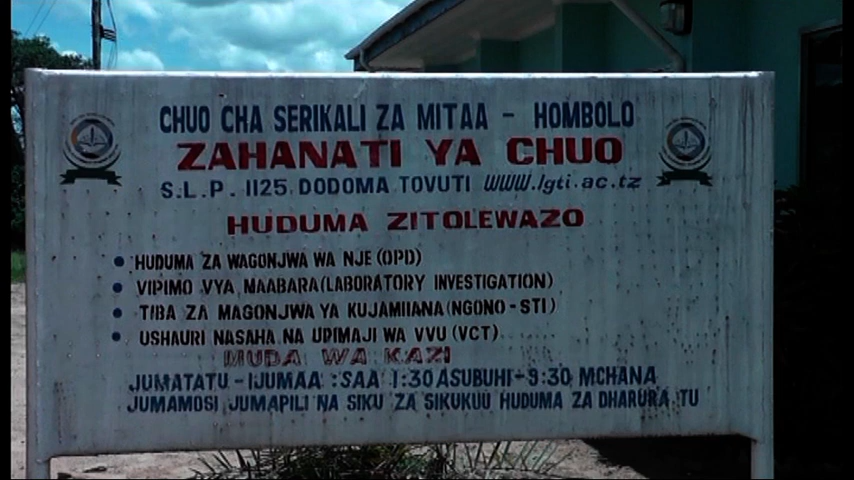 CHUO CHA SERIKALI ZA MITAA - HOMBOLO
ZAHANATI YA CHUO
S.L.P. 1125 DODOMA TOVUTI WWW.lgti.ac.tz
HUDUMA ZITOLEWAZO
• HUDUMA ZA WAGONJWA WA NJE (OPD)
• VIPIMO VYA NAABARA (LABORATORY INVESTIGATION)
• TIBA ZA MAGONJWA YA KUJAMIIANA (NGONO - STI)
• USHAURI NASAHA NA UPIMAJI WA VVU (VCT)
MUDA WA KAZI
JUMATATU - IJUMAA : SAA 1:30 ASUBUHI - 9:30 MCHANA
JUMAMOSI JUMAPILI NA SIKU ZA SIKUKUU HUDUMA ZA DHARURA TU